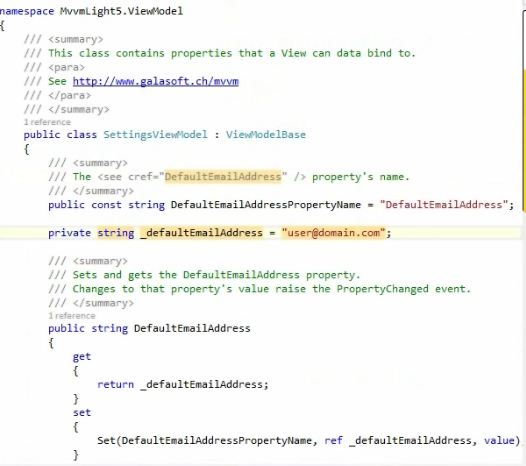 namespace MvvmLight5.ViewModel
{
/// <summary>
/// This class contains properties that a View can data bind to.
/// <para>
/// See http://www.galasoft.ch/mvvm
/// </para>
/// </summary>
1 reference
public class SettingsViewModel : ViewModelBase
{
/// <summary>
/// The <see cref="DefaultEmailAddress" /> property's name.
/// </summary>
public const string DefaultEmailAddressPropertyName = "DefaultEmailAddress";
private string _defaultEmailAddress = "user@domain.com";
/// <summary>
/// Sets and gets the DefaultEmailAddress property.
/// Changes to that property's value raise the PropertyChanged event.
/// </summary>
1 reference
public string DefaultEmailAddress
{
get
{
return _defaultEmailAddress;
}
set
{
Set(DefaultEmailAddressPropertyName, ref _defaultEmailAddress, value)
}